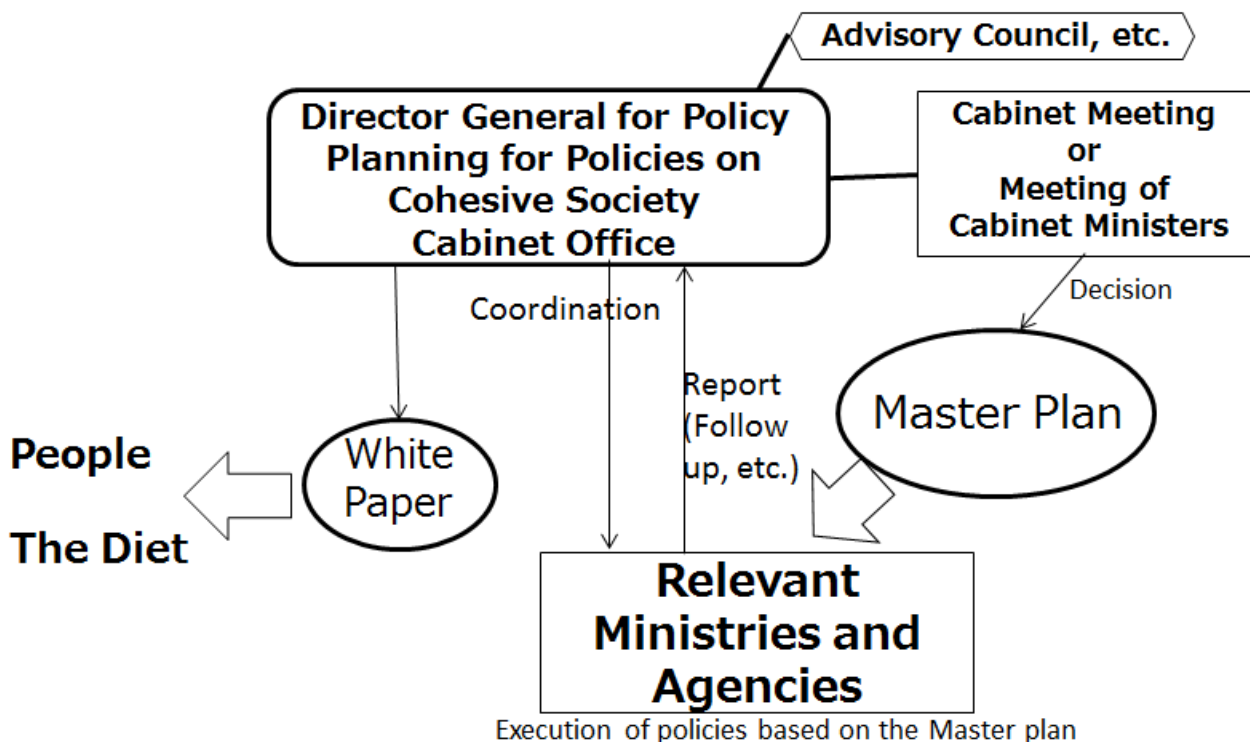 Advisory Council, etc.
Director General for Policy
Planning for Policies on
Cohesive Society
Cabinet Office
Cabinet Meeting
or
Meeting of
Cabinet Ministers
Coordination
Decision
Report
(Follow
up, etc.)
Master Plan
People
The Diet
White
Paper
Relevant
Ministries and
Agencies
Execution of policies based on the Master plan